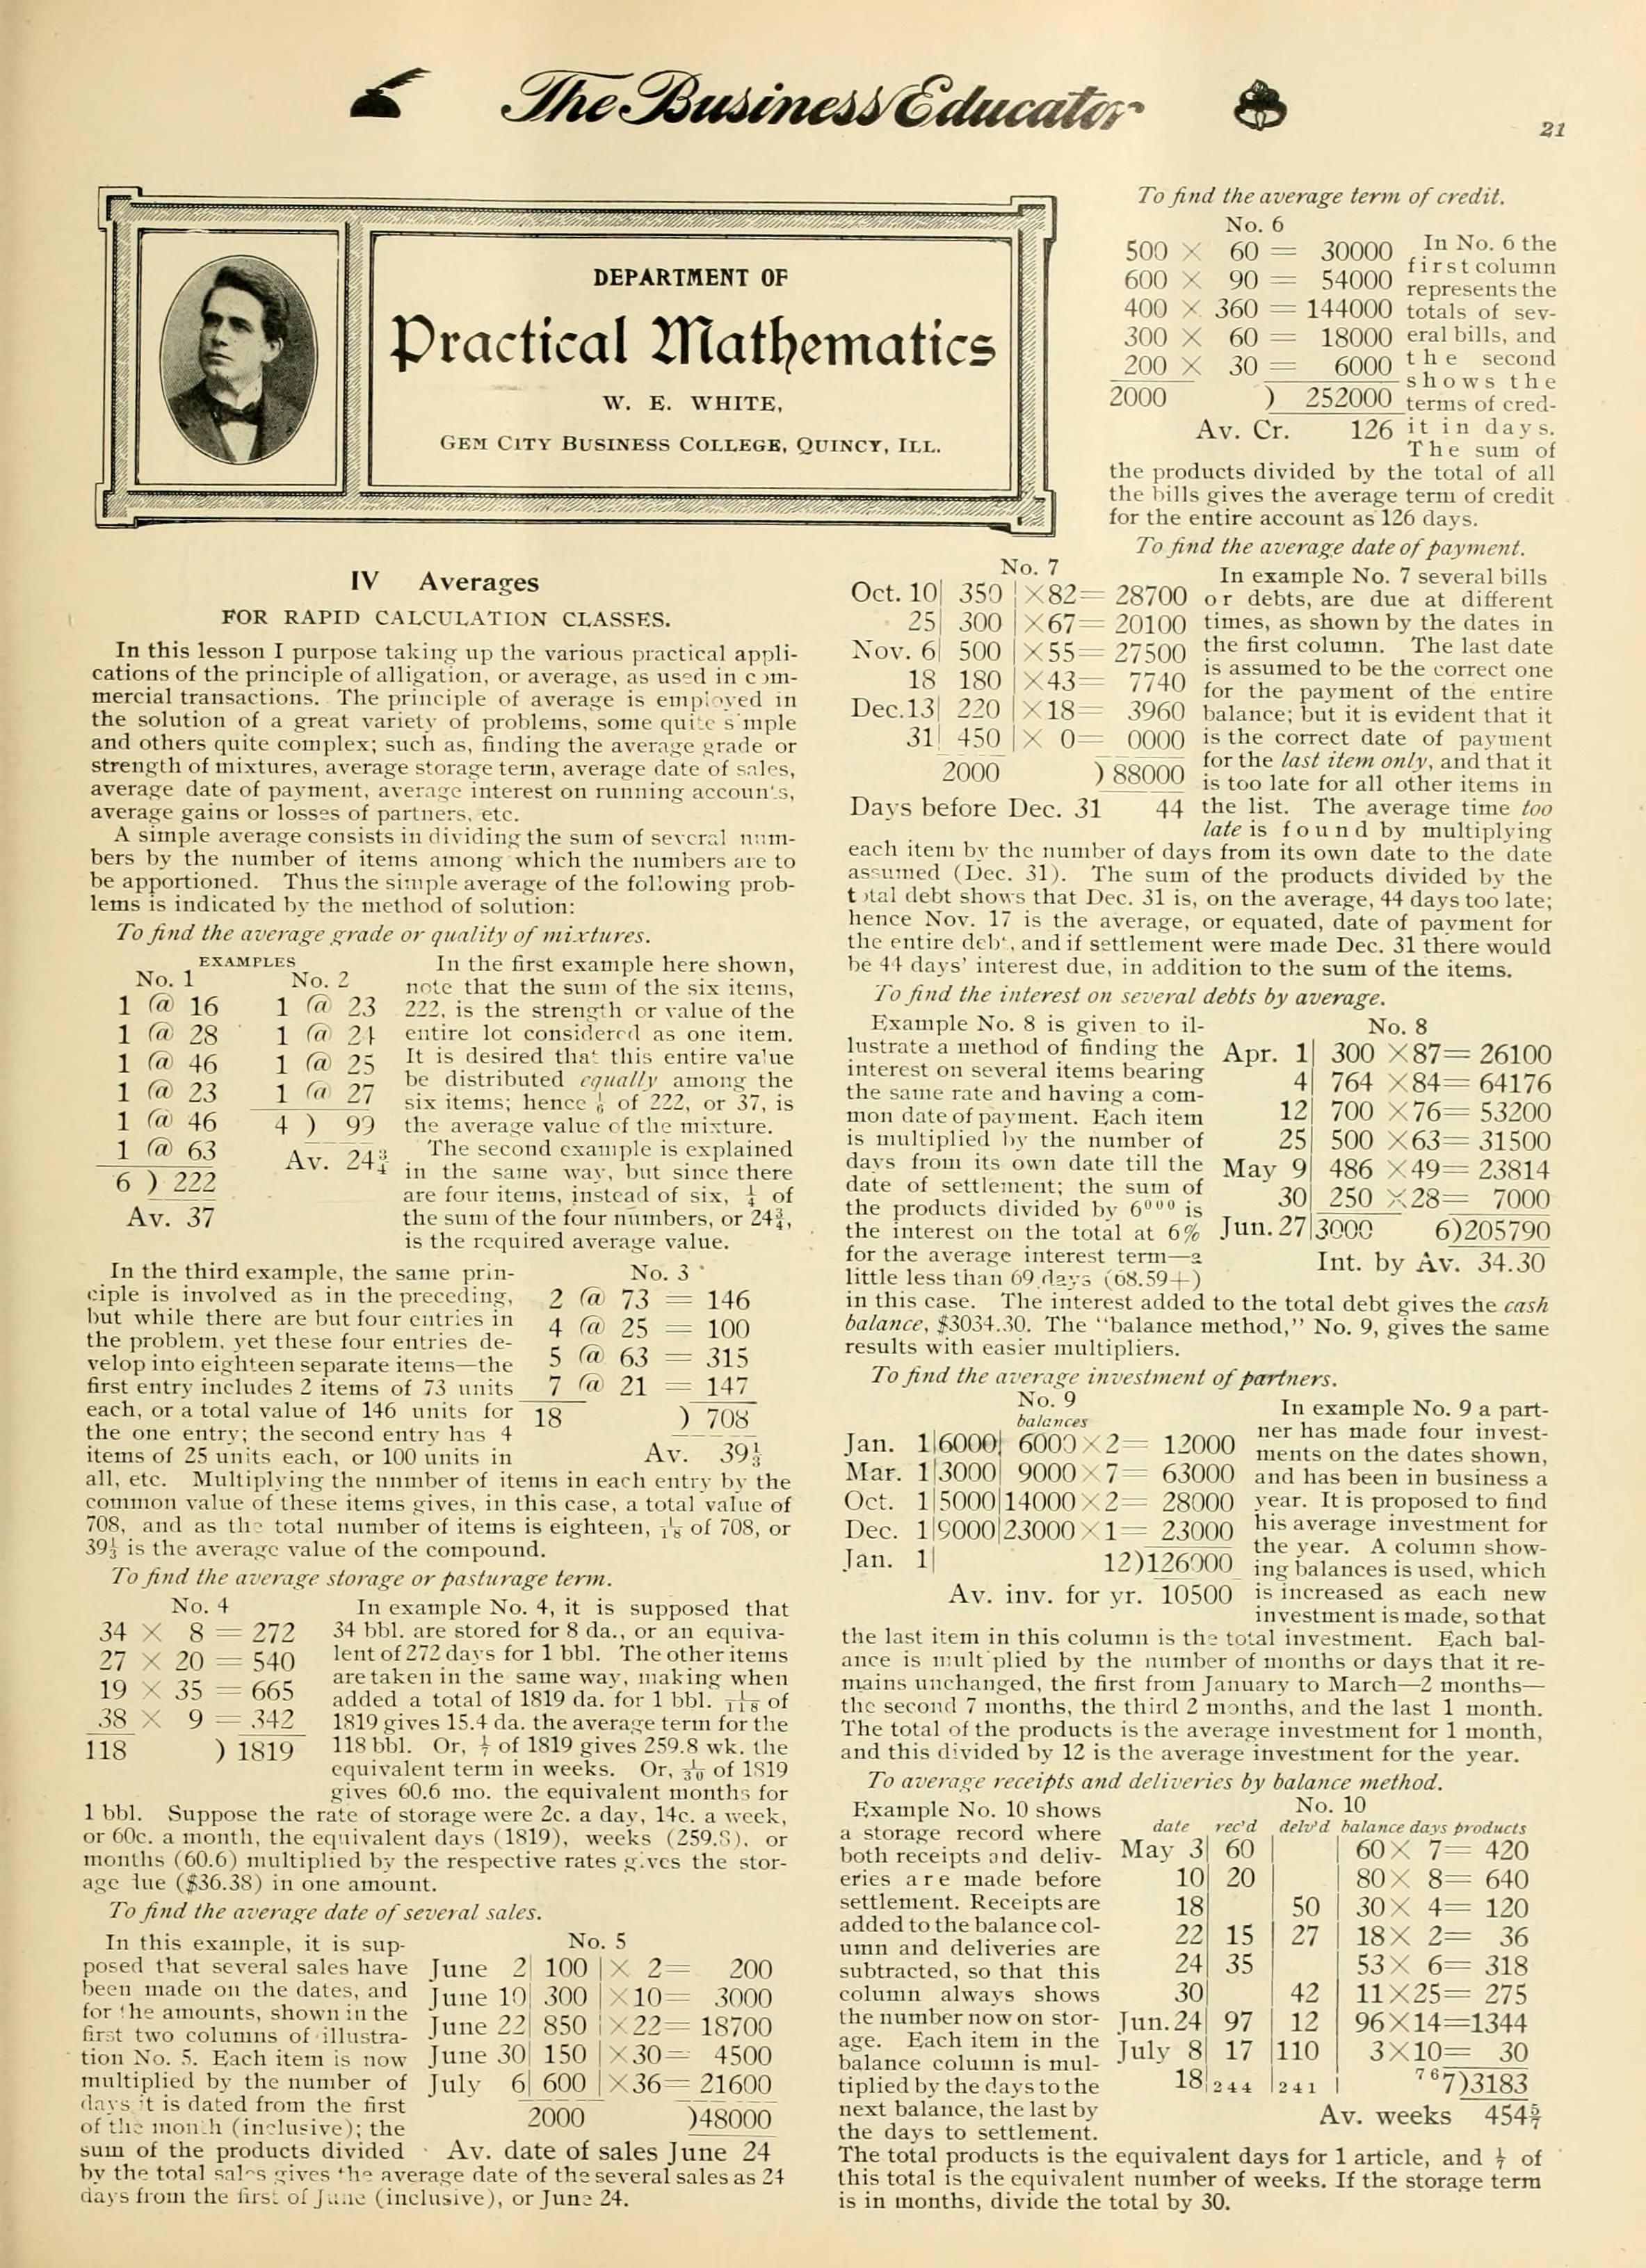 The Business Educator
21
DEPARTMENT OF
Practical Mathematics
W. E. WHITE,
GEM CITY BUSINESS COLLEGE, QUINCY, ILL.
IV Averages
FOR RAPID CALCULATION CLASSES.
In this lesson I purpose taking up the various practical appli-
cations of the principle of alligation, or average, as used in com-
mercial transactions. The principle of average is employed in
the solution of a great variety of problems, some quite simple
and others quite complex; such as, finding the average grade or
strength of mixtures, average storage term, average date of sales,
average date of payment, average interest on running accounts,
average gains or losses of partners, etc.
A simple average consists in dividing the sum of several num-
bers by the number of items among which the numbers are to
be apportioned. Thus the simple average of the following prob-
lems is indicated by the method of solution:
To find the average grade or quality of mixtures.
EXAMPLES
No. 1
1 @ 16
1 @ 28
1 @ 46
1 @ 23
1 @ 46
1 @ 63
6 ) 222
Av. 37
No. 2
1 @ 23
1 @ 24
1 @ 25
1 @ 27
4 ) 99
Av. 24¾
In the first example here shown,
note that the sum of the six items,
222, is the strength or value of the
entire lot considered as one item.
It is desired that this entire value
be distributed equally among the
six items; hence ⅙ of 222, or 37, is
the average value of the mixture.
The second example is explained
in the same way, but since there
are four items, instead of six, ¼ of
the sum of the four numbers, or 24¾,
is the required average value.
In the third example, the same prin-
ciple is involved as in the preceding,
but while there are but four entries in
the problem, yet these four entries de-
velop into eighteen separate items—the
first entry includes 2 items of 73 units
each, or a total value of 146 units for
the one entry; the second entry has 4
items of 25 units each, or 100 units in
No. 3
2 @ 73 = 146
4 @ 25 = 100
5 @ 63 = 315
7 @ 21 = 147
18 ) 708
Av. 39⅓
all, etc. Multiplying the number of items in each entry by the
common value of these items gives, in this case, a total value of
708, and as the total number of items is eighteen, 1/18 of 708, or
39⅓ is the average value of the compound.
To find the average storage or pasturage term.
No. 4
34 × 8 = 272
27 × 20 = 540
19 × 35 = 665
38 × 9 = 342
118 ) 1819
In example No. 4, it is supposed that
34 bbl. are stored for 8 da., or an equiva-
lent of 272 days for 1 bbl. The other items
are taken in the same way, making when
added a total of 1819 da. for 1 bbl. 1/118 of
1819 gives 15.4 da. the average term for the
118 bbl. Or, 1/7 of 1819 gives 259.8 wk. the
equivalent term in weeks. Or, 1/30 of 1819
gives 60.6 mo. the equivalent months for
1 bbl. Suppose the rate of storage were 2c. a day, 14c. a week,
or 60c. a month, the equivalent days (1819), weeks (259.8), or
months (60.6) multiplied by the respective rates gives the stor-
age due ($36.38) in one amount.
To find the average date of several sales.
In this example, it is sup-
posed that several sales have
been made on the dates, and
for the amounts, shown in the
first two columns of illustra-
tion No. 5. Each item is now
multiplied by the number of
days it is dated from the first
of the month (inclusive); the
sum of the products divided
No. 5
June 2| 100 |× 2= 200
June 10| 300 |×10= 3000
June 22| 850 |×22= 18700
June 30| 150 |×30= 4500
July 6| 600 |×36= 21600
2000 )48000
Av. date of sales June 24
by the total sales gives the average date of the several sales as 24
days from the first of June (inclusive), or June 24.
To find the average term of credit.
No. 6
500 × 60 = 30000
600 × 90 = 54000
400 × 360 = 144000
300 × 60 = 18000
200 × 30 = 6000
2000 ) 252000
Av. Cr. 126
In No. 6 the
first column
represents the
totals of sev-
eral bills, and
the second
shows the
terms of cred-
it in days.
The sum of
the products divided by the total of all
the bills gives the average term of credit
for the entire account as 126 days.
To find the average date of payment.
No. 7
Oct. 10| 350 |×82= 28700
25| 300 |×67= 20100
Nov. 6| 500 |×55= 27500
18 180 |×43= 7740
Dec. 13| 220 |×18= 3960
31| 450 |× 0= 0000
2000 ) 88000
Days before Dec. 31 44
In example No. 7 several bills
or debts, are due at different
times, as shown by the dates in
the first column. The last date
is assumed to be the correct one
for the payment of the entire
balance; but it is evident that it
is the correct date of payment
for the last item only, and that it
is too late for all other items in
the list. The average time too
late is found by multiplying
each item by the number of days from its own date to the date
assumed (Dec. 31). The sum of the products divided by the
total debt shows that Dec. 31 is, on the average, 44 days too late;
hence Nov. 17 is the average, or equated, date of payment for
the entire debt, and if settlement were made Dec. 31 there would
be 44 days' interest due, in addition to the sum of the items.
To find the interest on several debts by average.
Example No. 8 is given to il-
lustrate a method of finding the
interest on several items bearing
the same rate and having a com-
mon date of payment. Each item
is multiplied by the number of
days from its own date till the
date of settlement; the sum of
the products divided by 6000 is
the interest on the total at 6%
for the average interest term—a
little less than 69 days (68.59+)
No. 8
Apr. 1| 300 ×87= 26100
4| 764 ×84= 64176
12| 700 ×76= 53200
25| 500 ×63= 31500
May 9| 486 ×49= 23814
30| 250 ×28= 7000
Jun. 27|3000 6)205790
Int. by Av. 34.30
in this case. The interest added to the total debt gives the cash
balance, $3034.30. The "balance method," No. 9, gives the same
results with easier multipliers.
To find the average investment of partners.
No. 9
balances
Jan. 1|6000| 6000×2= 12000
Mar. 1|3000| 9000×7= 63000
Oct. 1|5000|14000×2= 28000
Dec. 1|9000|23000×1= 23000
Jan. 1| 12)126000
Av. inv. for yr. 10500
In example No. 9 a part-
ner has made four invest-
ments on the dates shown,
and has been in business a
year. It is proposed to find
his average investment for
the year. A column show-
ing balances is used, which
is increased as each new
investment is made, so that
the last item in this column is the total investment. Each bal-
ance is multiplied by the number of months or days that it re-
mains unchanged, the first from January to March—2 months—
the second 7 months, the third 2 months, and the last 1 month.
The total of the products is the average investment for 1 month,
and this divided by 12 is the average investment for the year.
To average receipts and deliveries by balance method.
Example No. 10 shows
a storage record where
both receipts and deliv-
eries are made before
settlement. Receipts are
added to the balance col-
umn and deliveries are
subtracted, so that this
column always shows
the number now on stor-
age. Each item in the
balance column is mul-
tiplied by the days to the
next balance, the last by
the days to settlement.
No. 10
date rec'd delv'd balance days products
May 3| 60 | | 60× 7= 420
10| 20 | | 80× 8= 640
18| | 50 | 30× 4= 120
22| 15 | 27 | 18× 2= 36
24| 35 | | 53× 6= 318
30| | 42 | 11×25= 275
Jun. 24| 97 | 12 | 96×14=1344
July 8| 17 |110 | 3×10= 30
18|244 |241 | 767)3183
Av. weeks 454 5/7
The total products is the equivalent days for 1 article, and 1/7 of
this total is the equivalent number of weeks. If the storage term
is in months, divide the total by 30.